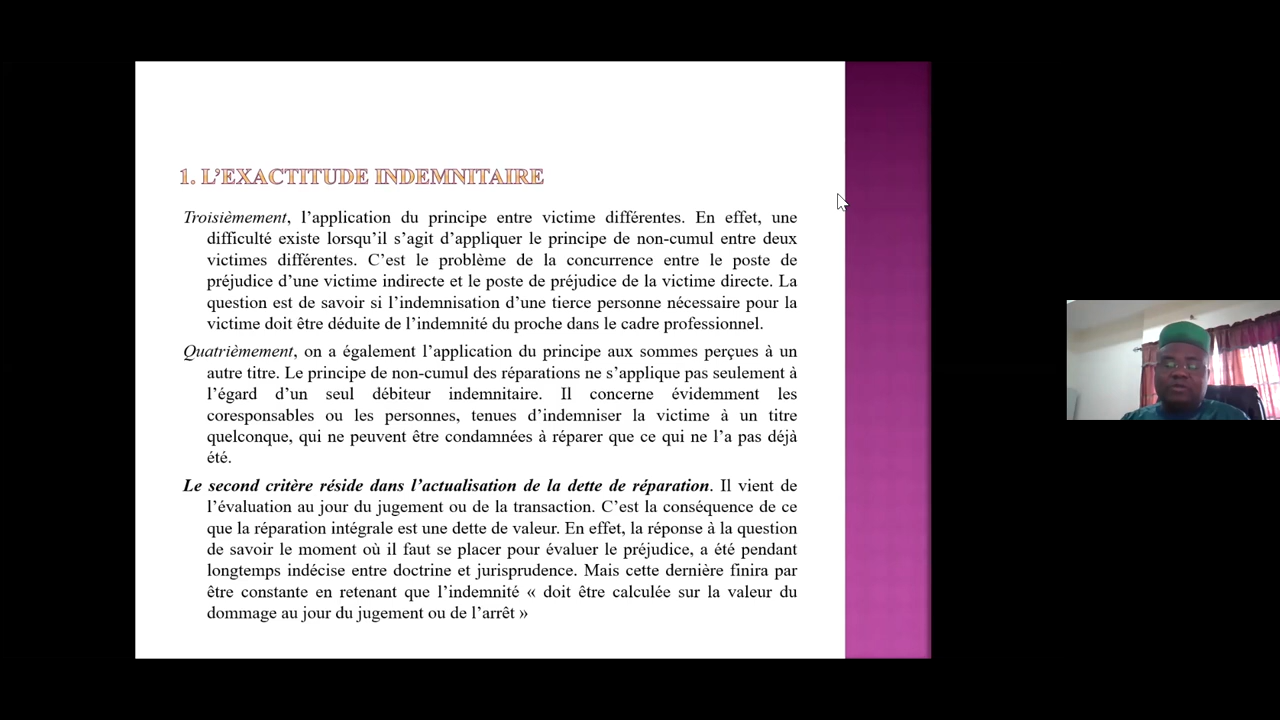 1. L’EXACTITUDE INDEMNITAIRE
Troisièmement, l’application du principe entre victime différentes. En effet, une
difficulté existe lorsqu’il s’agit d’appliquer le principe de non-cumul entre deux
victimes différentes. C’est le problème de la concurrence entre le poste de
préjudice d’une victime indirecte et le poste de préjudice de la victime directe. La
question est de savoir si l’indemnisation d’une tierce personne nécessaire pour la
victime doit être déduite de l’indemnité du proche dans le cadre professionnel.
Quatrièmement, on a également l’application du principe aux sommes perçues à un
autre titre. Le principe de non-cumul des réparations ne s’applique pas seulement à
l’égard d’un seul débiteur indemnitaire. Il concerne évidemment les
coresponsables ou les personnes, tenues d’indemniser la victime à un titre
quelconque, qui ne peuvent être condamnées à réparer que ce qui ne l’a pas déjà
été.
Le second critère réside dans l’actualisation de la dette de réparation. Il vient de
l’évaluation au jour du jugement ou de la transaction. C’est la conséquence de ce
que la réparation intégrale est une dette de valeur. En effet, la réponse à la question
de savoir le moment où il faut se placer pour évaluer le préjudice, a été pendant
longtemps indécise entre doctrine et jurisprudence. Mais cette dernière finira par
être constante en retenant que l’indemnité « doit être calculée sur la valeur du
dommage au jour du jugement ou de l’arrêt »